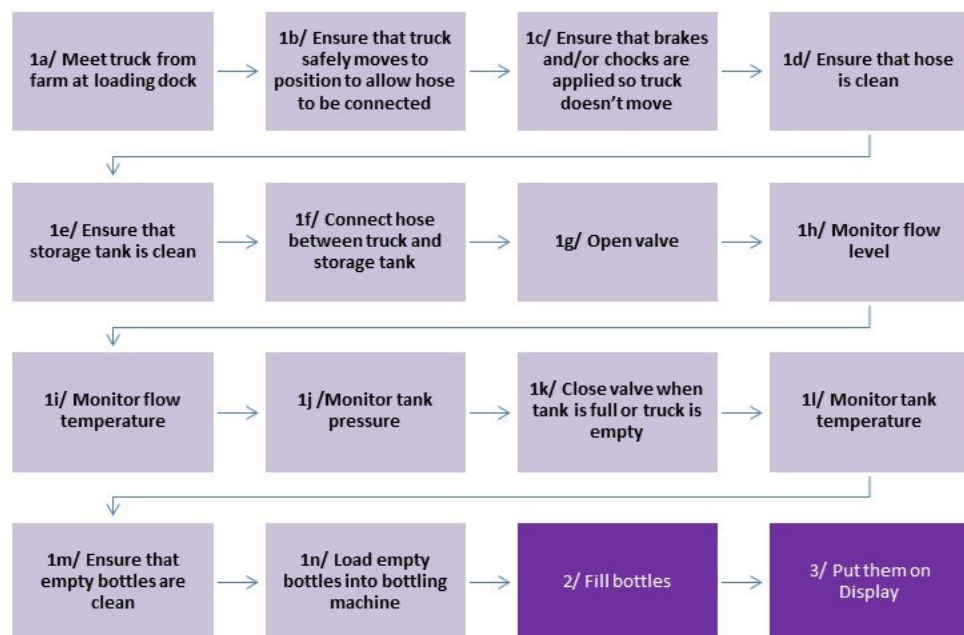 1a/ Meet truck from
farm at loading dock
1b/ Ensure that truck
safely moves to
position to allow hose
to be connected
1c/ Ensure that brakes
and/or chocks are
applied so truck
doesn’t move
1d/ Ensure that hose
is clean
1e/ Ensure that
storage tank is clean
1f/ Connect hose
between truck and
storage tank
1g/ Open valve
1h/ Monitor flow
level
1i/ Monitor flow
temperature
1j /Monitor tank
pressure
1k/ Close valve when
tank is full or truck is
empty
1l/ Monitor tank
temperature
1m/ Ensure that
empty bottles are
clean
1n/ Load empty
bottles into bottling
machine
2/ Fill bottles
3/ Put them on
Display